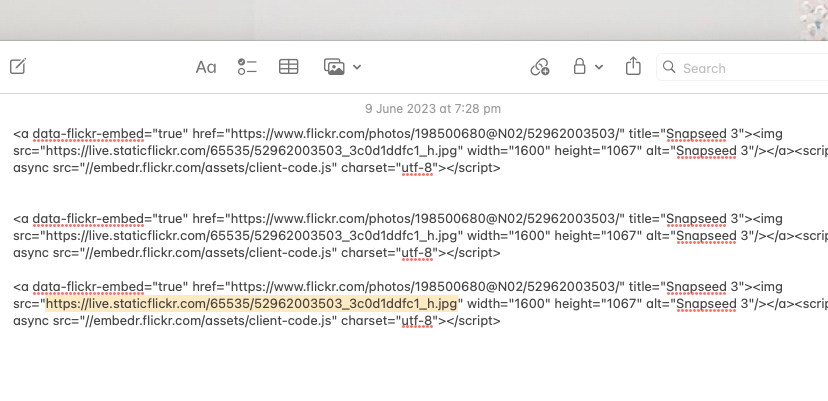 Aa
Search
9 June 2023 at 7:28 pm
<a data-flickr-embed="true" href="https://www.flickr.com/photos/198500680@N02/52962003503/" title="Snapseed 3"><img
src="https://live.staticflickr.com/65535/52962003503_3c0d1ddfc1_h.jpg" width="1600" height="1067" alt="Snapseed 3"/></a><scrip
async src="//embedr.flickr.com/assets/client-code.js" charset="utf-8"></script>
<a data-flickr-embed="true" href="https://www.flickr.com/photos/198500680@N02/52962003503/" title="Snapseed 3"><img
src="https://live.staticflickr.com/65535/52962003503_3c0d1ddfc1_h.jpg" width="1600" height="1067" alt="Snapseed 3"/></a><scrip
async src="//embedr.flickr.com/assets/client-code.js" charset="utf-8"></script>
<a data-flickr-embed="true" href="https://www.flickr.com/photos/198500680@N02/52962003503/" title="Snapseed 3"><img
src="https://live.staticflickr.com/65535/52962003503_3c0d1ddfc1_h.jpg" width="1600" height="1067" alt="Snapseed 3"/></a><scrip
async src="//embedr.flickr.com/assets/client-code.js" charset="utf-8"></script>